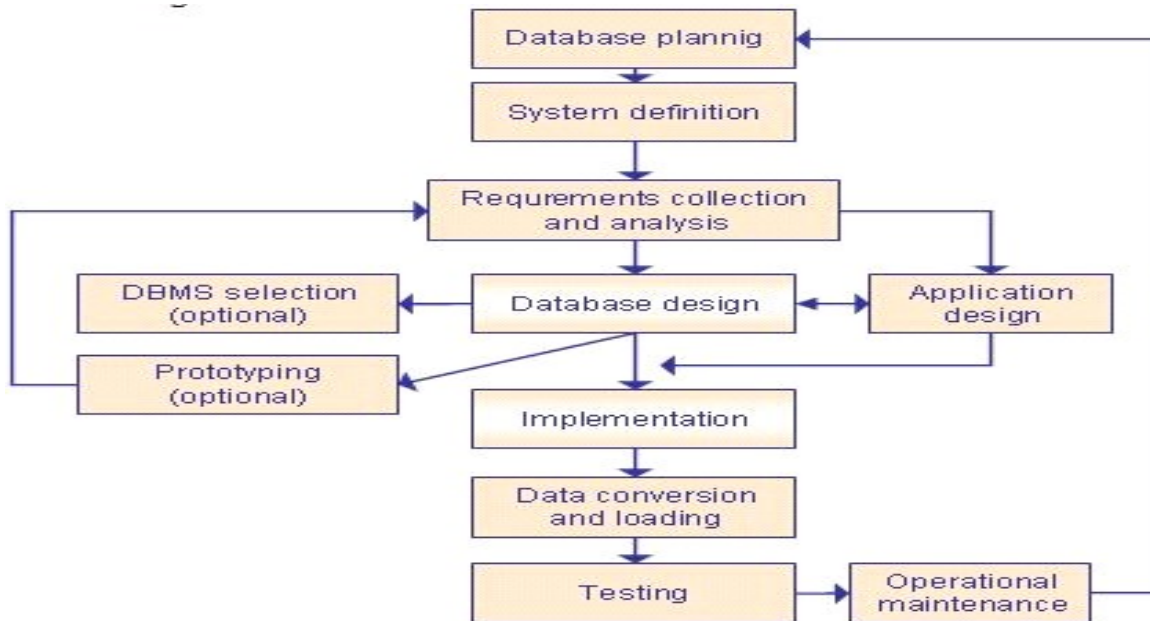 Database plannig
System definition
Requrements collection
and analysis
DBMS selection
(optional)
Database design
Application
design
Prototyping
(optional)
Implementation
Data conversion
and loading
Testing
Operational
maintenance